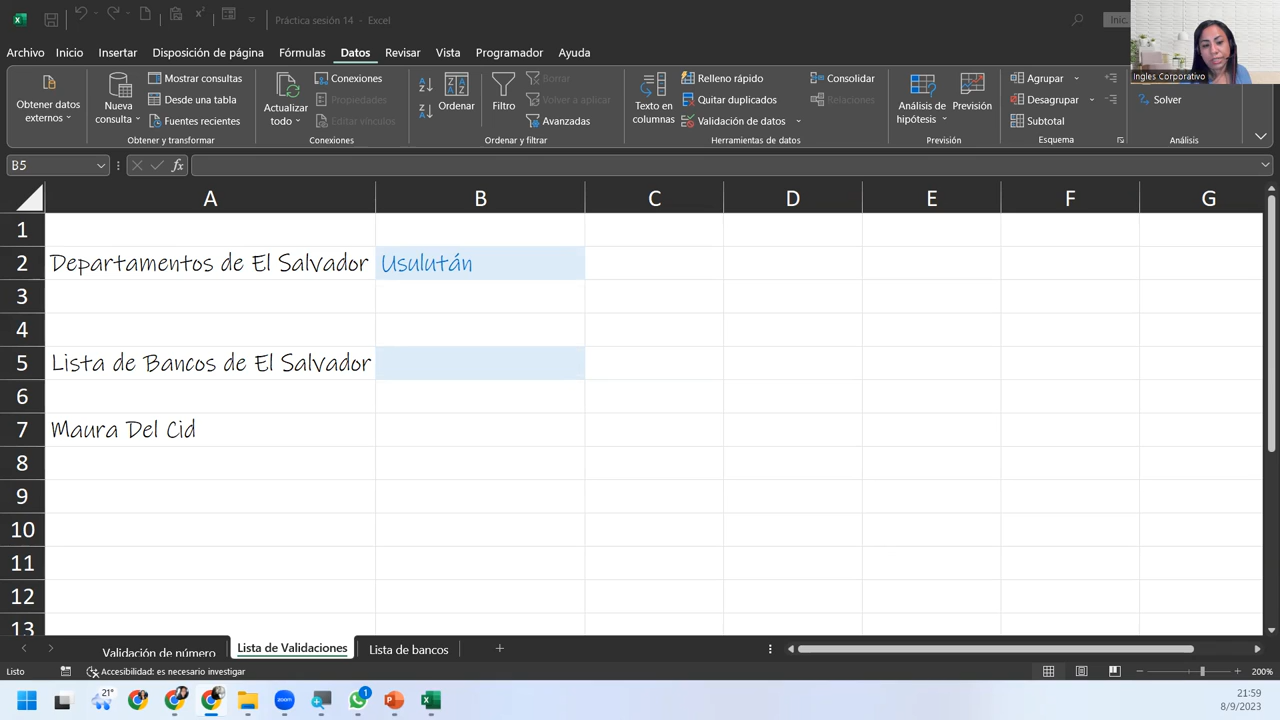 Práctica sesión 14 - Excel
Inic
Ingles Corporativo
Archivo Inicio Insertar Disposición de página Fórmulas Datos Revisar Vista Programador Ayuda
Obtener datos externos
Nueva consulta
Mostrar consultas
Desde una tabla
Fuentes recientes
Obtener y transformar
Actualizar todo
Conexiones
Propiedades
Editar vínculos
Conexiones
Ordenar
Filtro
Borrar
Volver a aplicar
Avanzadas
Ordenar y filtrar
Texto en columnas
Relleno rápido
Quitar duplicados
Validación de datos
Consolidar
Relaciones
Herramientas de datos
Análisis de hipótesis
Previsión
Previsión
Agrupar
Desagrupar
Subtotal
Esquema
Solver
Análisis
B5
fx
A B C D E F G
1
2 Departamentos de El Salvador Usulután
3
4
5 Lista de Bancos de El Salvador
6
7 Maura Del Cid
8
9
10
11
12
13
Validación de número Lista de Validaciones Lista de bancos
Listo Accesibilidad: es necesario investigar 200%
21°
zoom
1
21:59
8/9/2023